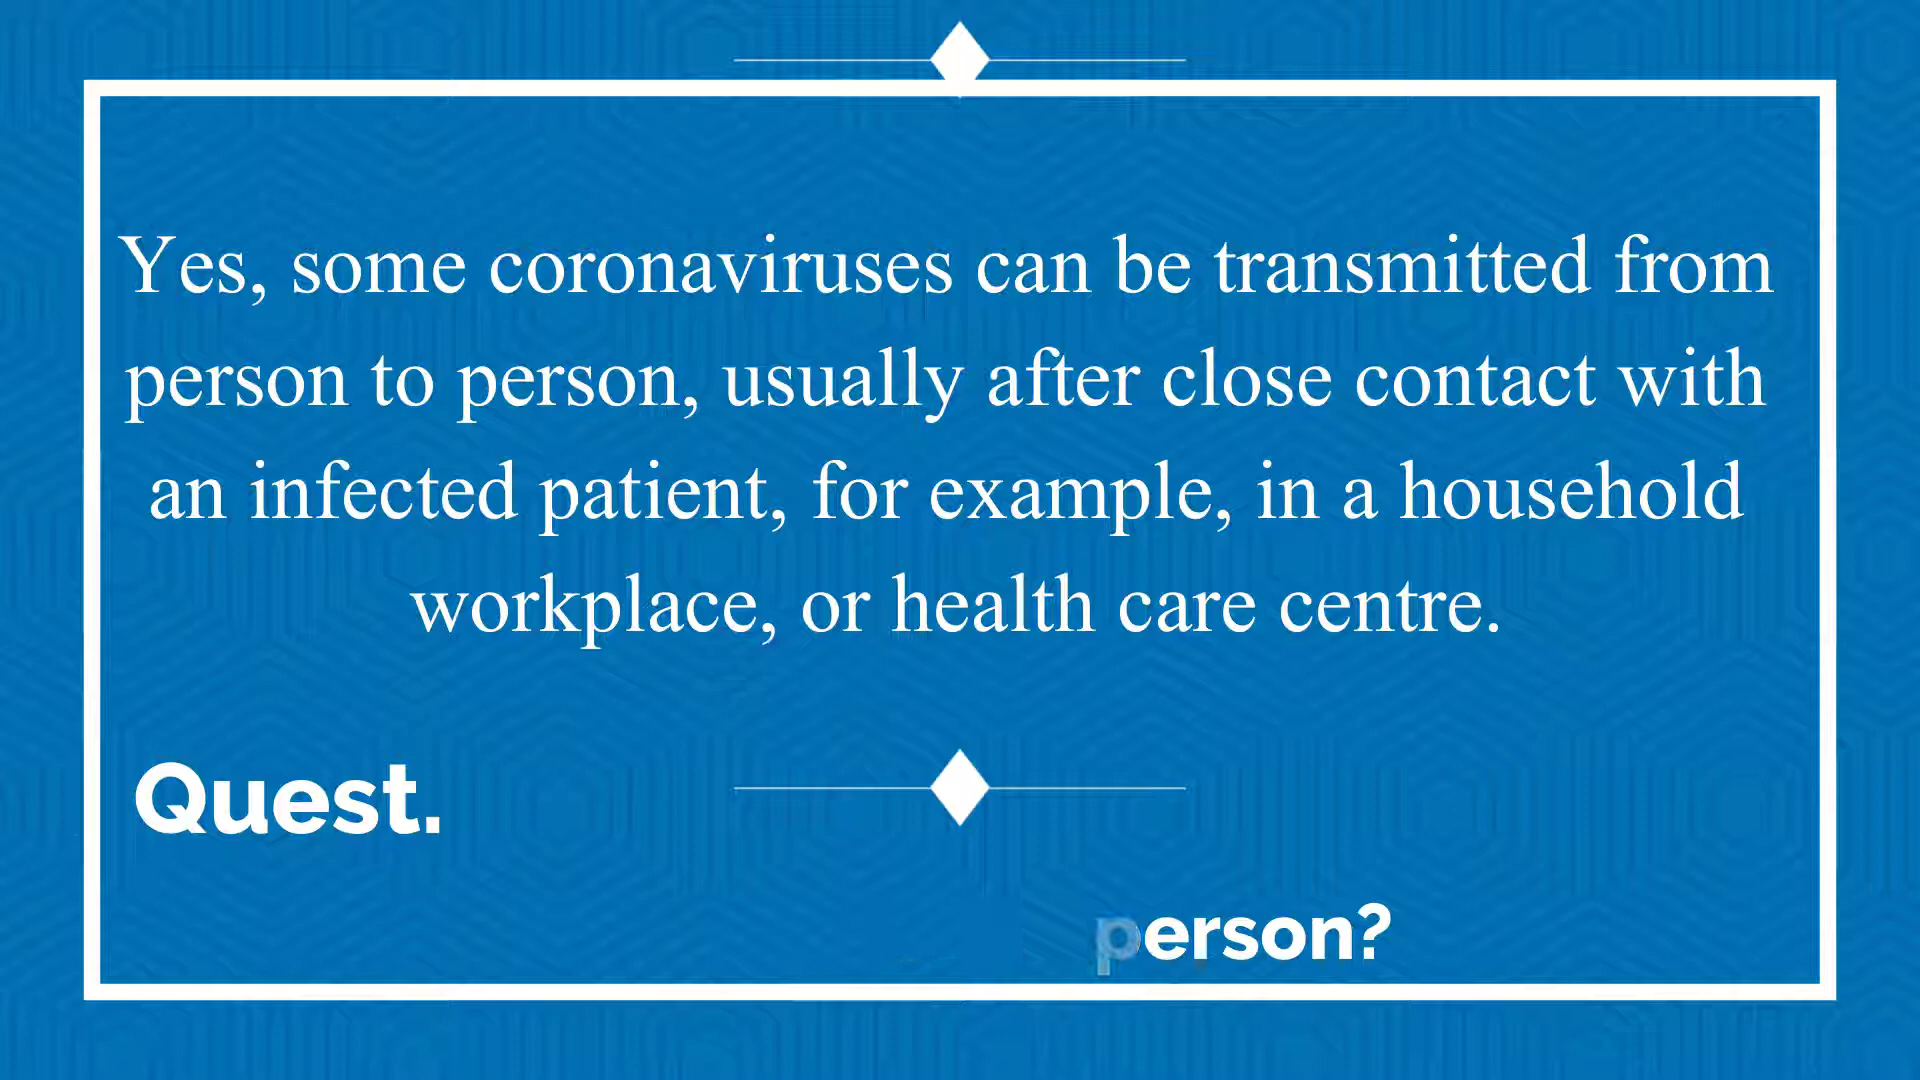 Yes, some coronaviruses can be transmitted from
person to person, usually after close contact with
an infected patient, for example, in a household
workplace, or health care centre.
Quest.
person?